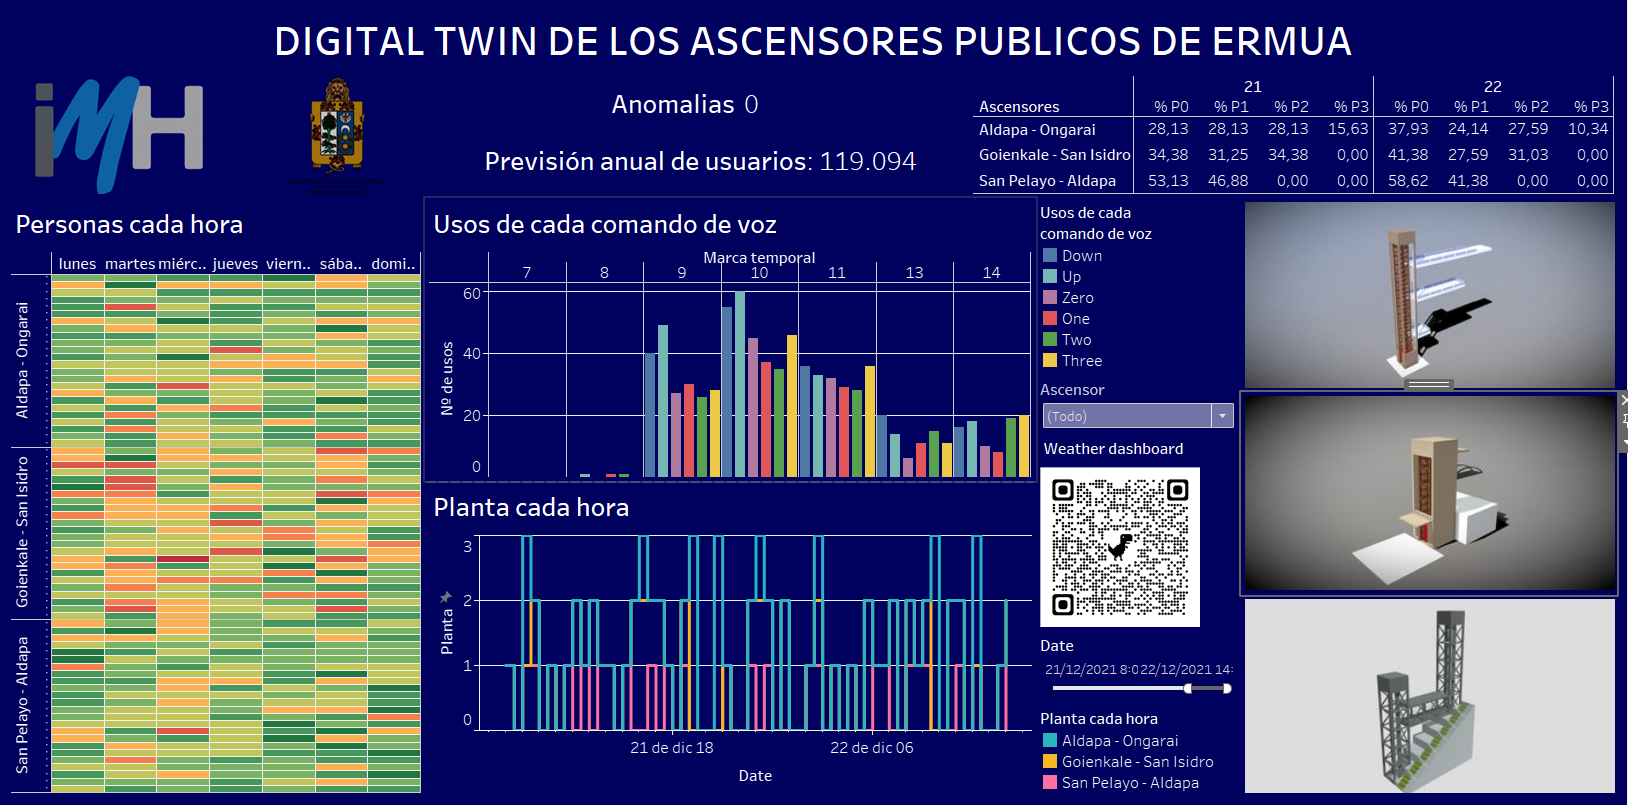 DIGITAL TWIN DE LOS ASCENSORES PUBLICOS DE ERMUA
iMH
Anomalias 0
Previsión anual de usuarios: 119.094
21 22
Ascensores % P0 % P1 % P2 % P3 % P0 % P1 % P2 % P3
Aldapa - Ongarai 28,13 28,13 28,13 15,63 37,93 24,14 27,59 10,34
Goienkale - San Isidro 34,38 31,25 34,38 0,00 41,38 27,59 31,03 0,00
San Pelayo - Aldapa 53,13 46,88 0,00 0,00 58,62 41,38 0,00 0,00
Personas cada hora
lunes martes miérc.. jueves viern.. sába.. domi..
Aldapa - Ongarai
Goienkale - San Isidro
San Pelayo - Aldapa
Usos de cada comando de voz
Marca temporal
7 8 9 10 11 13 14
Nº de usos
60
40
20
0
Usos de cada
comando de voz
Down
Up
Zero
One
Two
Three
Ascensor
(Todo)
Weather dashboard
Planta cada hora
Planta
3
2
1
0
21 de dic 18 22 de dic 06
Date
Date
21/12/2021 8:0 22/12/2021 14:
Planta cada hora
Aldapa - Ongarai
Goienkale - San Isidro
San Pelayo - Aldapa